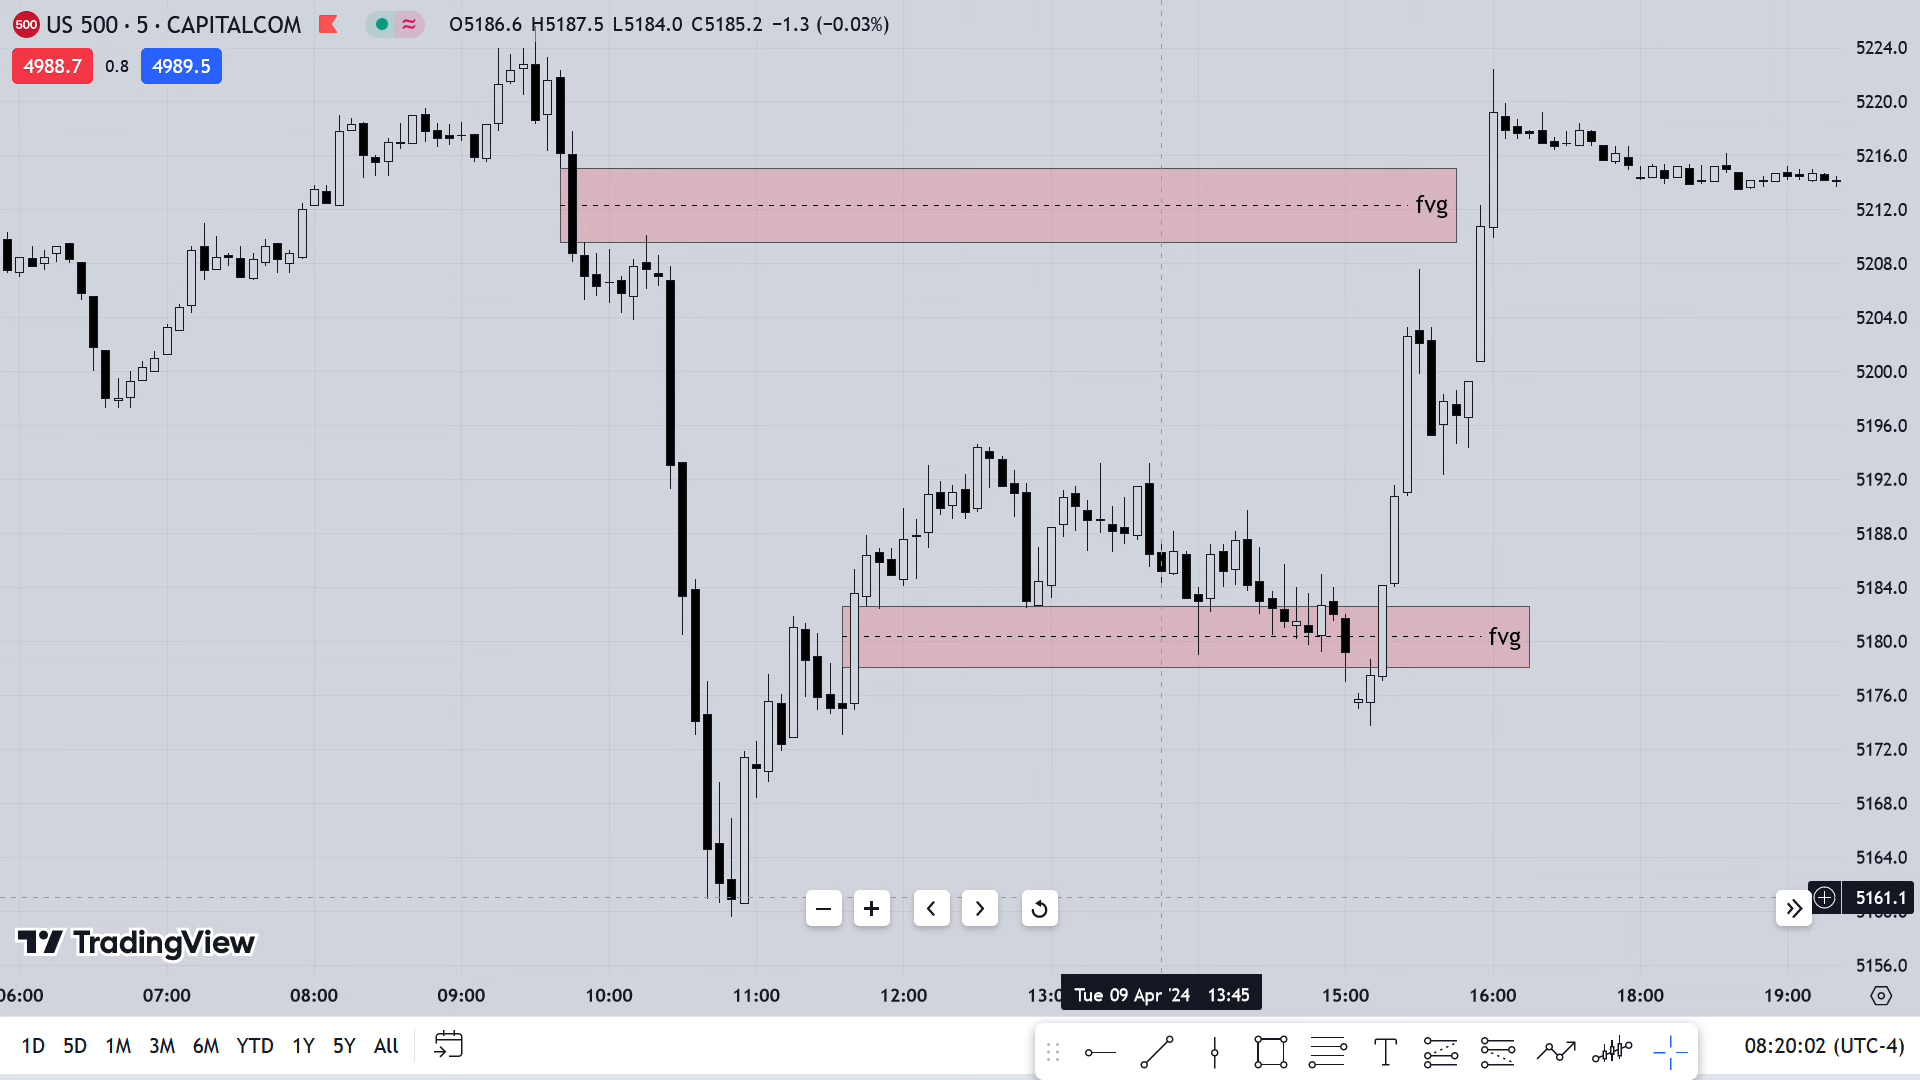 500 US 500 · 5 · CAPITALCOM O5186.6 H5187.5 L5184.0 C5185.2 −1.3 (−0.03%)
4988.7 0.8 4989.5
5224.0
5220.0
5216.0
5212.0
5208.0
5204.0
5200.0
5196.0
5192.0
5188.0
5184.0
5180.0
5176.0
5172.0
5168.0
5164.0
5161.1
5156.0
fvg
fvg
TradingView
06:00 07:00 08:00 09:00 10:00 11:00 12:00 Tue 09 Apr '24 13:45 15:00 16:00 18:00 19:00
1D 5D 1M 3M 6M YTD 1Y 5Y All
08:20:02 (UTC-4)